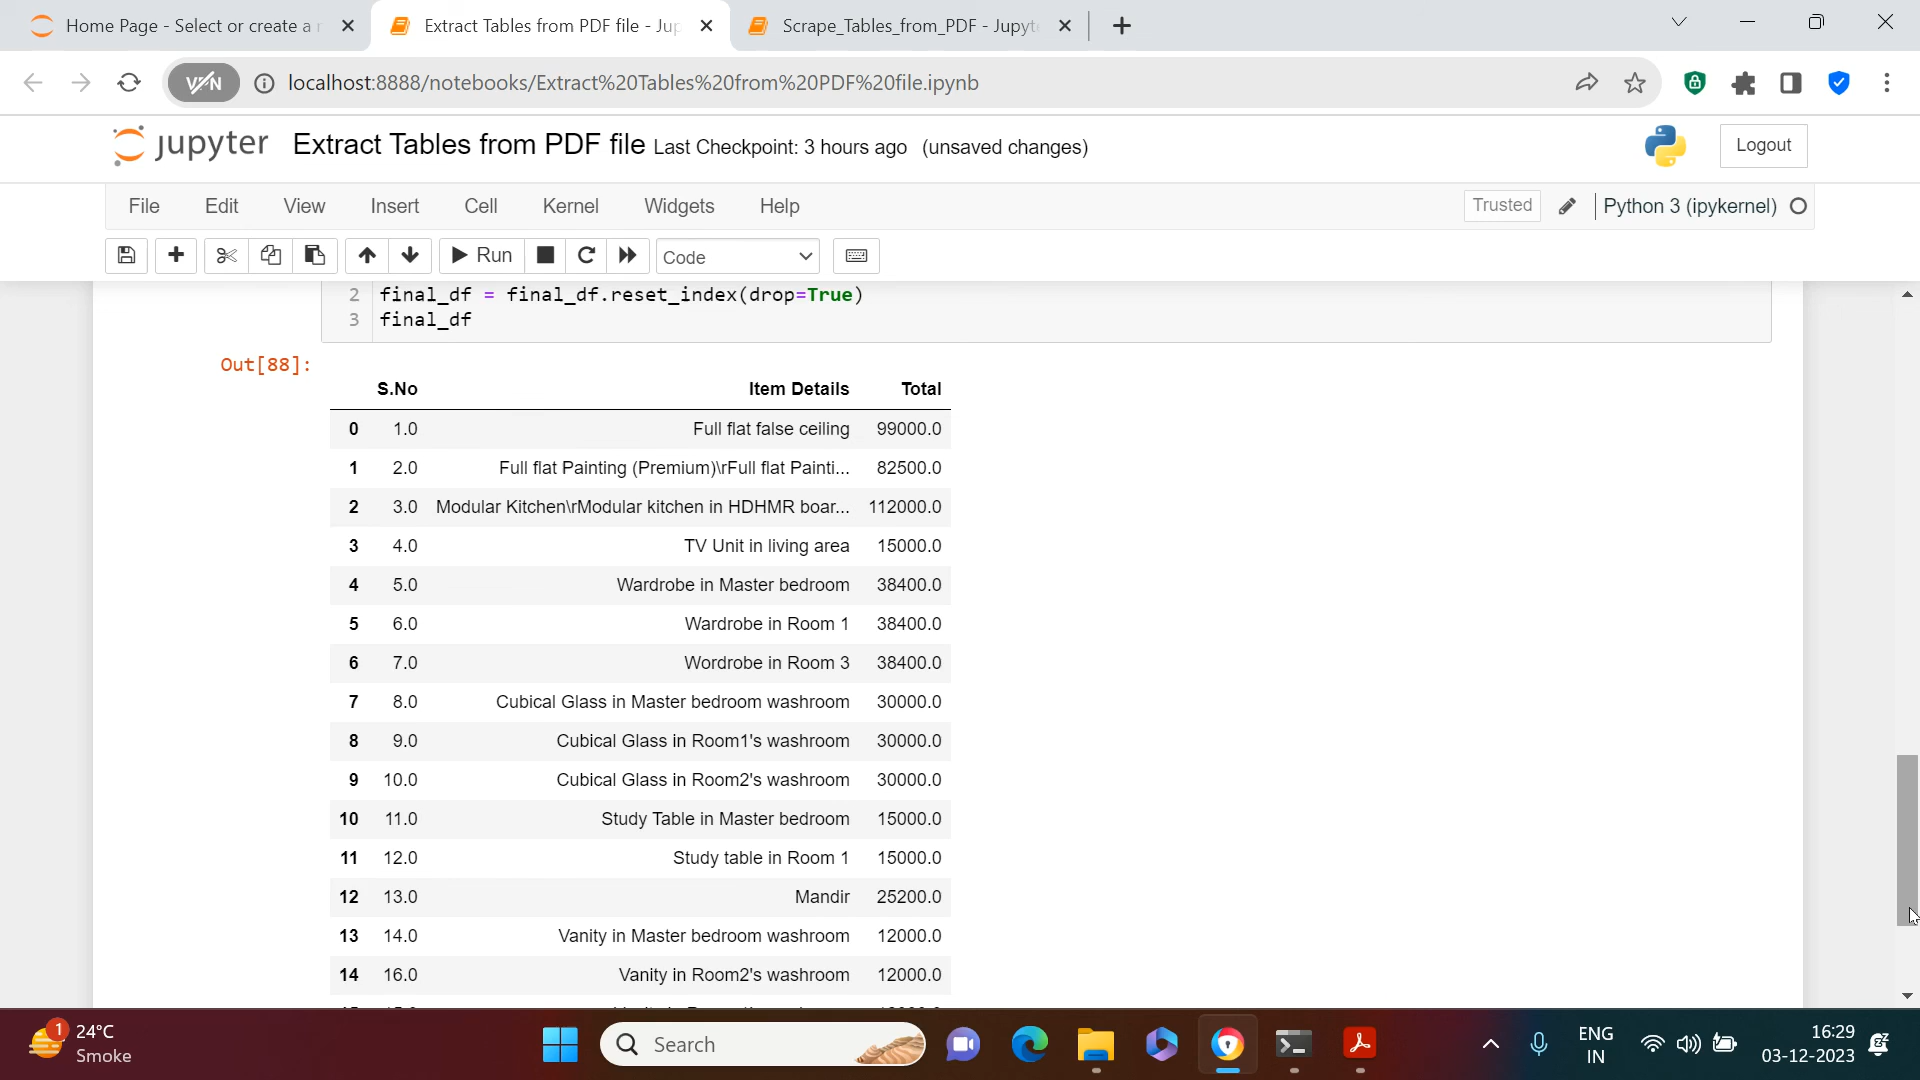 Home Page - Select or create a
Extract Tables from PDF file - Jup
Scrape_Tables_from_PDF - Jupyt
VPN
localhost:8888/notebooks/Extract%20Tables%20from%20PDF%20file.ipynb
jupyter
Extract Tables from PDF file Last Checkpoint: 3 hours ago (unsaved changes)
Logout
File Edit View Insert Cell Kernel Widgets Help
Trusted
Python 3 (ipykernel)
Run
Code
2 final_df = final_df.reset_index(drop=True)
3 final_df
Out[88]:
S.No Item Details Total
0 1.0 Full flat false ceiling 99000.0
1 2.0 Full flat Painting (Premium)\rFull flat Painti... 82500.0
2 3.0 Modular Kitchen\rModular kitchen in HDHMR boar... 112000.0
3 4.0 TV Unit in living area 15000.0
4 5.0 Wardrobe in Master bedroom 38400.0
5 6.0 Wardrobe in Room 1 38400.0
6 7.0 Wordrobe in Room 3 38400.0
7 8.0 Cubical Glass in Master bedroom washroom 30000.0
8 9.0 Cubical Glass in Room1's washroom 30000.0
9 10.0 Cubical Glass in Room2's washroom 30000.0
10 11.0 Study Table in Master bedroom 15000.0
11 12.0 Study table in Room 1 15000.0
12 13.0 Mandir 25200.0
13 14.0 Vanity in Master bedroom washroom 12000.0
14 16.0 Vanity in Room2's washroom 12000.0
1
24°C
Smoke
Search
ENG
IN
16:29
03-12-2023